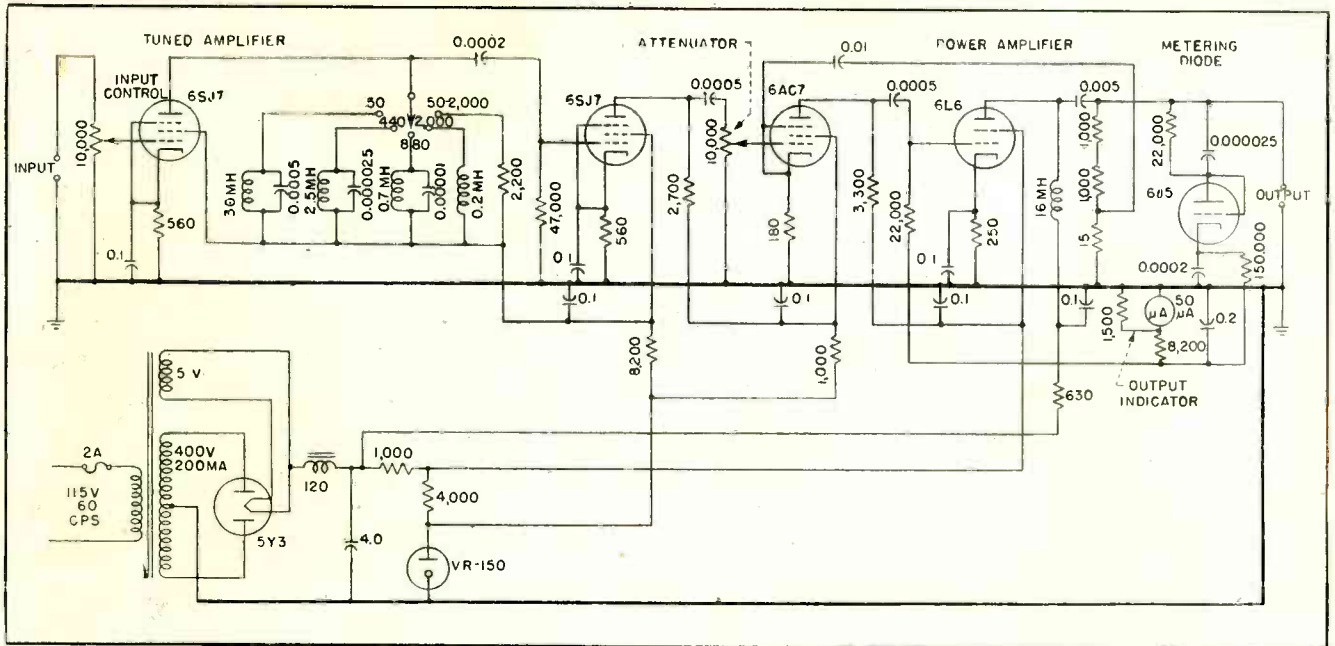 TUNED AMPLIFIER
0.0002
ATTENUATOR
POWER AMPLIFIER
METERING
DIODE
INPUT
CONTROL
6SJ7
10,000
INPUT
560
0.1
30
440
880
2,000
50-2,000
36MH
0.0005
2.5MH
0.000025
0.7MH
0.00001
0.2 MH
2,200
47,000
6SJ7
560
0.1
0.1
2,700
0.0005
10,000
0.01
6AC7
180
0.1
3,300
0.0005
22,000
6L6
250
0.1
0.1
16MH
0.005
1,000
1,000
15
22,000
0.000025
6J5
OUTPUT
0.0002
150,000
0.1
1,500
µA
50
µA
8,200
0.2
OUTPUT
INDICATOR
630
8,200
1,000
5 V
2A
115V
60
CPS
400V
200MA
5Y3
120
1,000
4,000
4.0
VR-150